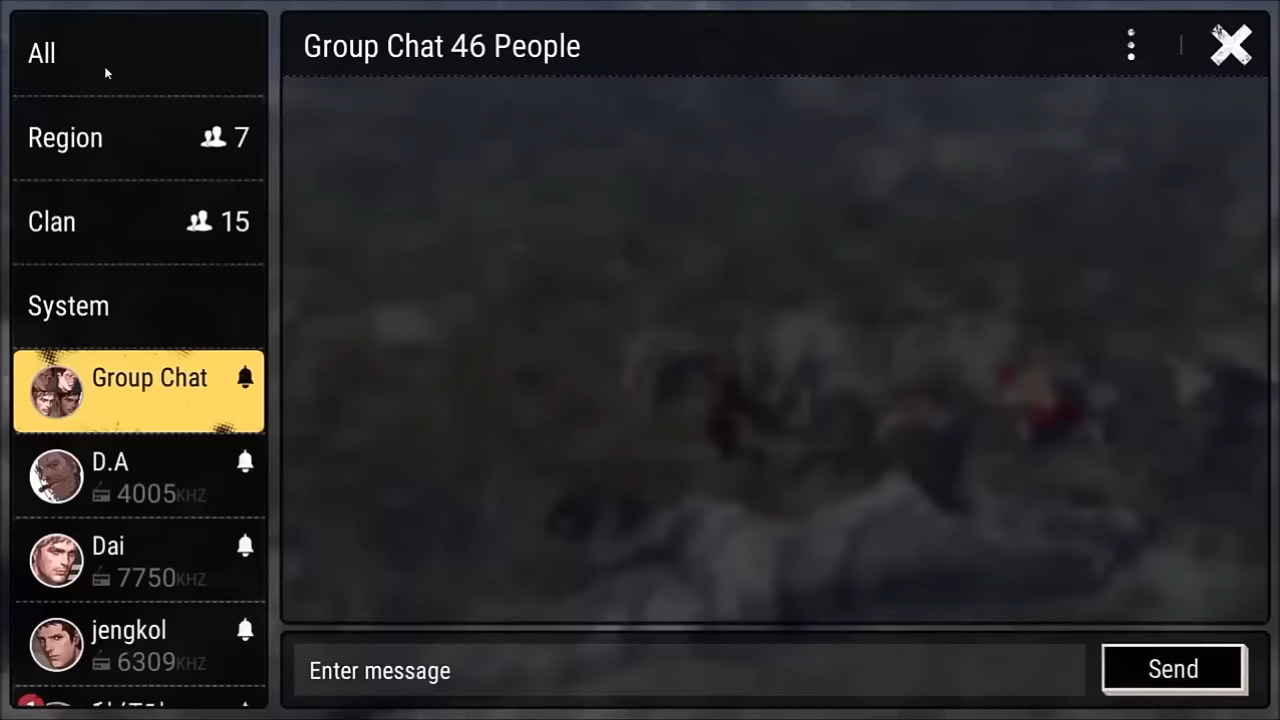 All
Region 7
Clan 15
System
Group Chat
D.A
4005KHZ
Dai
7750KHZ
jengkol
6309KHZ
1
Group Chat 46 People
Enter message
Send